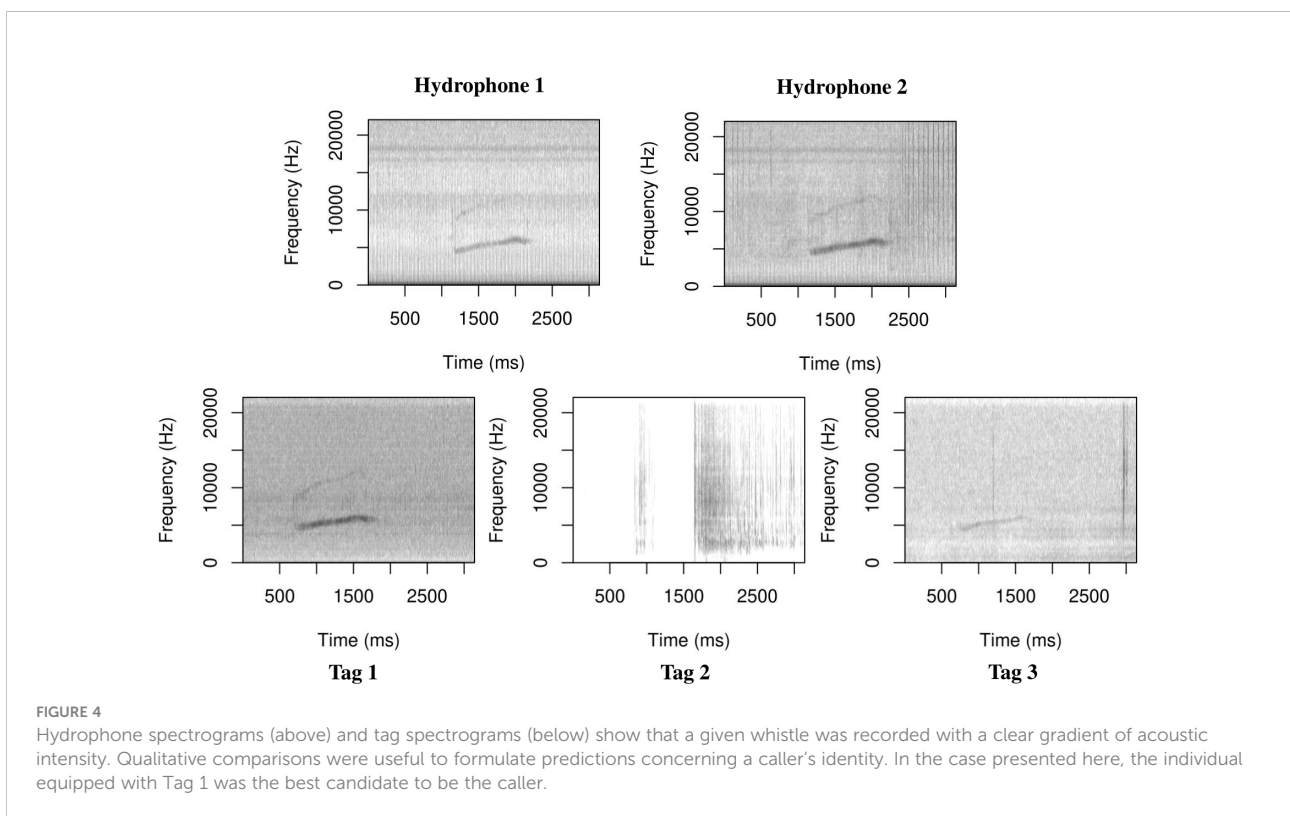 Hydrophone 1
Hydrophone 2
Frequency (Hz)
0 10000 20000
500 1500 2500
Time (ms)
Frequency (Hz)
0 10000 20000
500 1500 2500
Time (ms)
Frequency (Hz)
0 10000 20000
500 1500 2500
Time (ms)
Tag 1
Frequency (Hz)
0 10000 20000
500 1500 2500
Time (ms)
Tag 2
Frequency (Hz)
0 10000 20000
500 1500 2500
Time (ms)
Tag 3
FIGURE 4
Hydrophone spectrograms (above) and tag spectrograms (below) show that a given whistle was recorded with a clear gradient of acoustic
intensity. Qualitative comparisons were useful to formulate predictions concerning a caller's identity. In the case presented here, the individual
equipped with Tag 1 was the best candidate to be the caller.